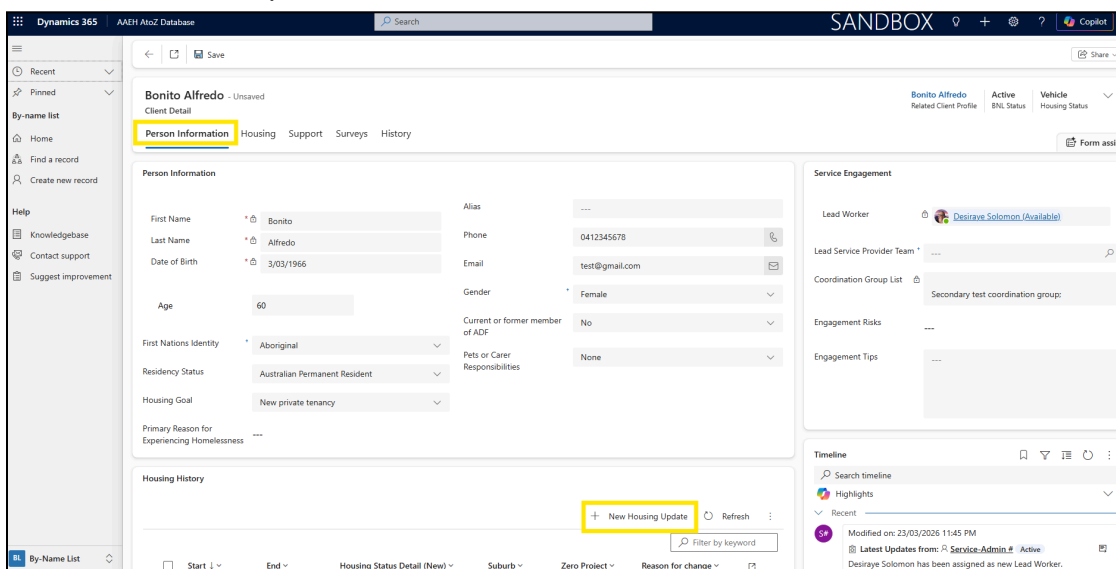 Dynamics 365 AAEH AtoZ Database Search SANDBOX ? Copilot
Save Share
Recent
Pinned
By-name list
Home
Find a record
Create new record
Help
Knowledgebase
Contact support
Suggest improvement
BL By-Name List
Bonito Alfredo - Unsaved
Client Detail
Bonito Alfredo Active Vehicle
Related Client Profile BNL Status Housing Status
Person Information Housing Support Surveys History
Form assi
Person Information
First Name * Bonito
Last Name * Alfredo
Date of Birth * 3/03/1966
Age 60
First Nations Identity * Aboriginal
Residency Status Australian Permanent Resident
Housing Goal New private tenancy
Primary Reason for
Experiencing Homelessness ---
Alias ---
Phone 0412345678
Email test@gmail.com
Gender * Female
Current or former member
of ADF No
Pets or Carer
Responsibilities None
Service Engagement
Lead Worker Desiraye Solomon (Available)
Lead Service Provider Team * ---
Coordination Group List Secondary test coordination group;
Engagement Risks ---
Engagement Tips ---
Housing History
+ New Housing Update Refresh
Filter by keyword
Start ↓ End Housing Status Detail (New) Suburb Zero Project Reason for change
Timeline
Search timeline
Highlights
Recent
S# Modified on: 23/03/2026 11:45 PM
Latest Updates from: Service-Admin # Active
Desiraye Solomon has been assigned as new Lead Worker.